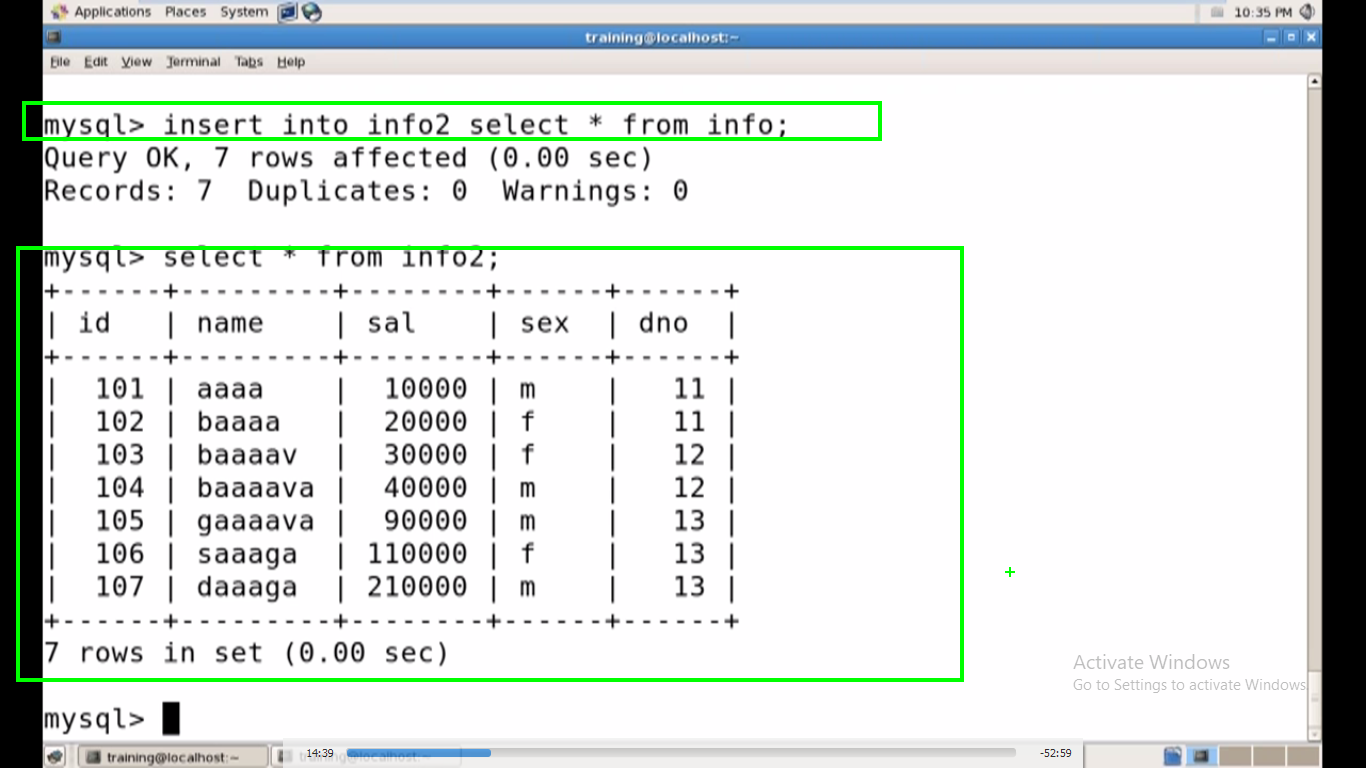 Applications Places System 10:35 PM
training@localhost:~
File Edit View Terminal Tabs Help
mysql> insert into info2 select * from info;
Query OK, 7 rows affected (0.00 sec)
Records: 7  Duplicates: 0  Warnings: 0
mysql> select * from info2;
+------+---------+--------+------+------+
| id   | name    | sal    | sex  | dno  |
+------+---------+--------+------+------+
|  101 | aaaa    |  10000 | m    |   11 |
|  102 | baaaa   |  20000 | f    |   11 |
|  103 | baaaav  |  30000 | f    |   12 |
|  104 | baaaava |  40000 | m    |   12 |
|  105 | gaaaava |  90000 | m    |   13 |
|  106 | saaaga  | 110000 | f    |   13 |
|  107 | daaaga  | 210000 | m    |   13 |
+------+---------+--------+------+------+
7 rows in set (0.00 sec)
Activate Windows
Go to Settings to activate Windows
mysql>
14:39 -52:59
training@localhost:~ training@localhost:~